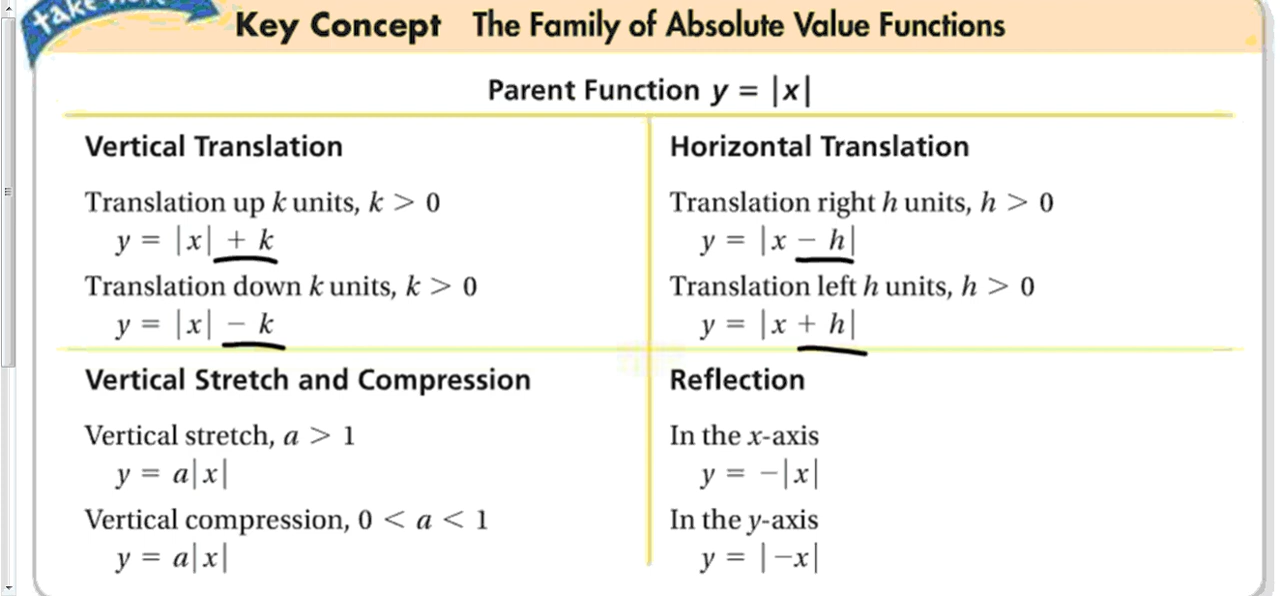 take note
Key Concept The Family of Absolute Value Functions
Parent Function y = |x|
Vertical Translation
Translation up k units, k > 0
y = |x| + k
Translation down k units, k > 0
y = |x| − k
Horizontal Translation
Translation right h units, h > 0
y = |x − h|
Translation left h units, h > 0
y = |x + h|
Vertical Stretch and Compression
Vertical stretch, a > 1
y = a|x|
Vertical compression, 0 < a < 1
y = a|x|
Reflection
In the x-axis
y = −|x|
In the y-axis
y = |−x|